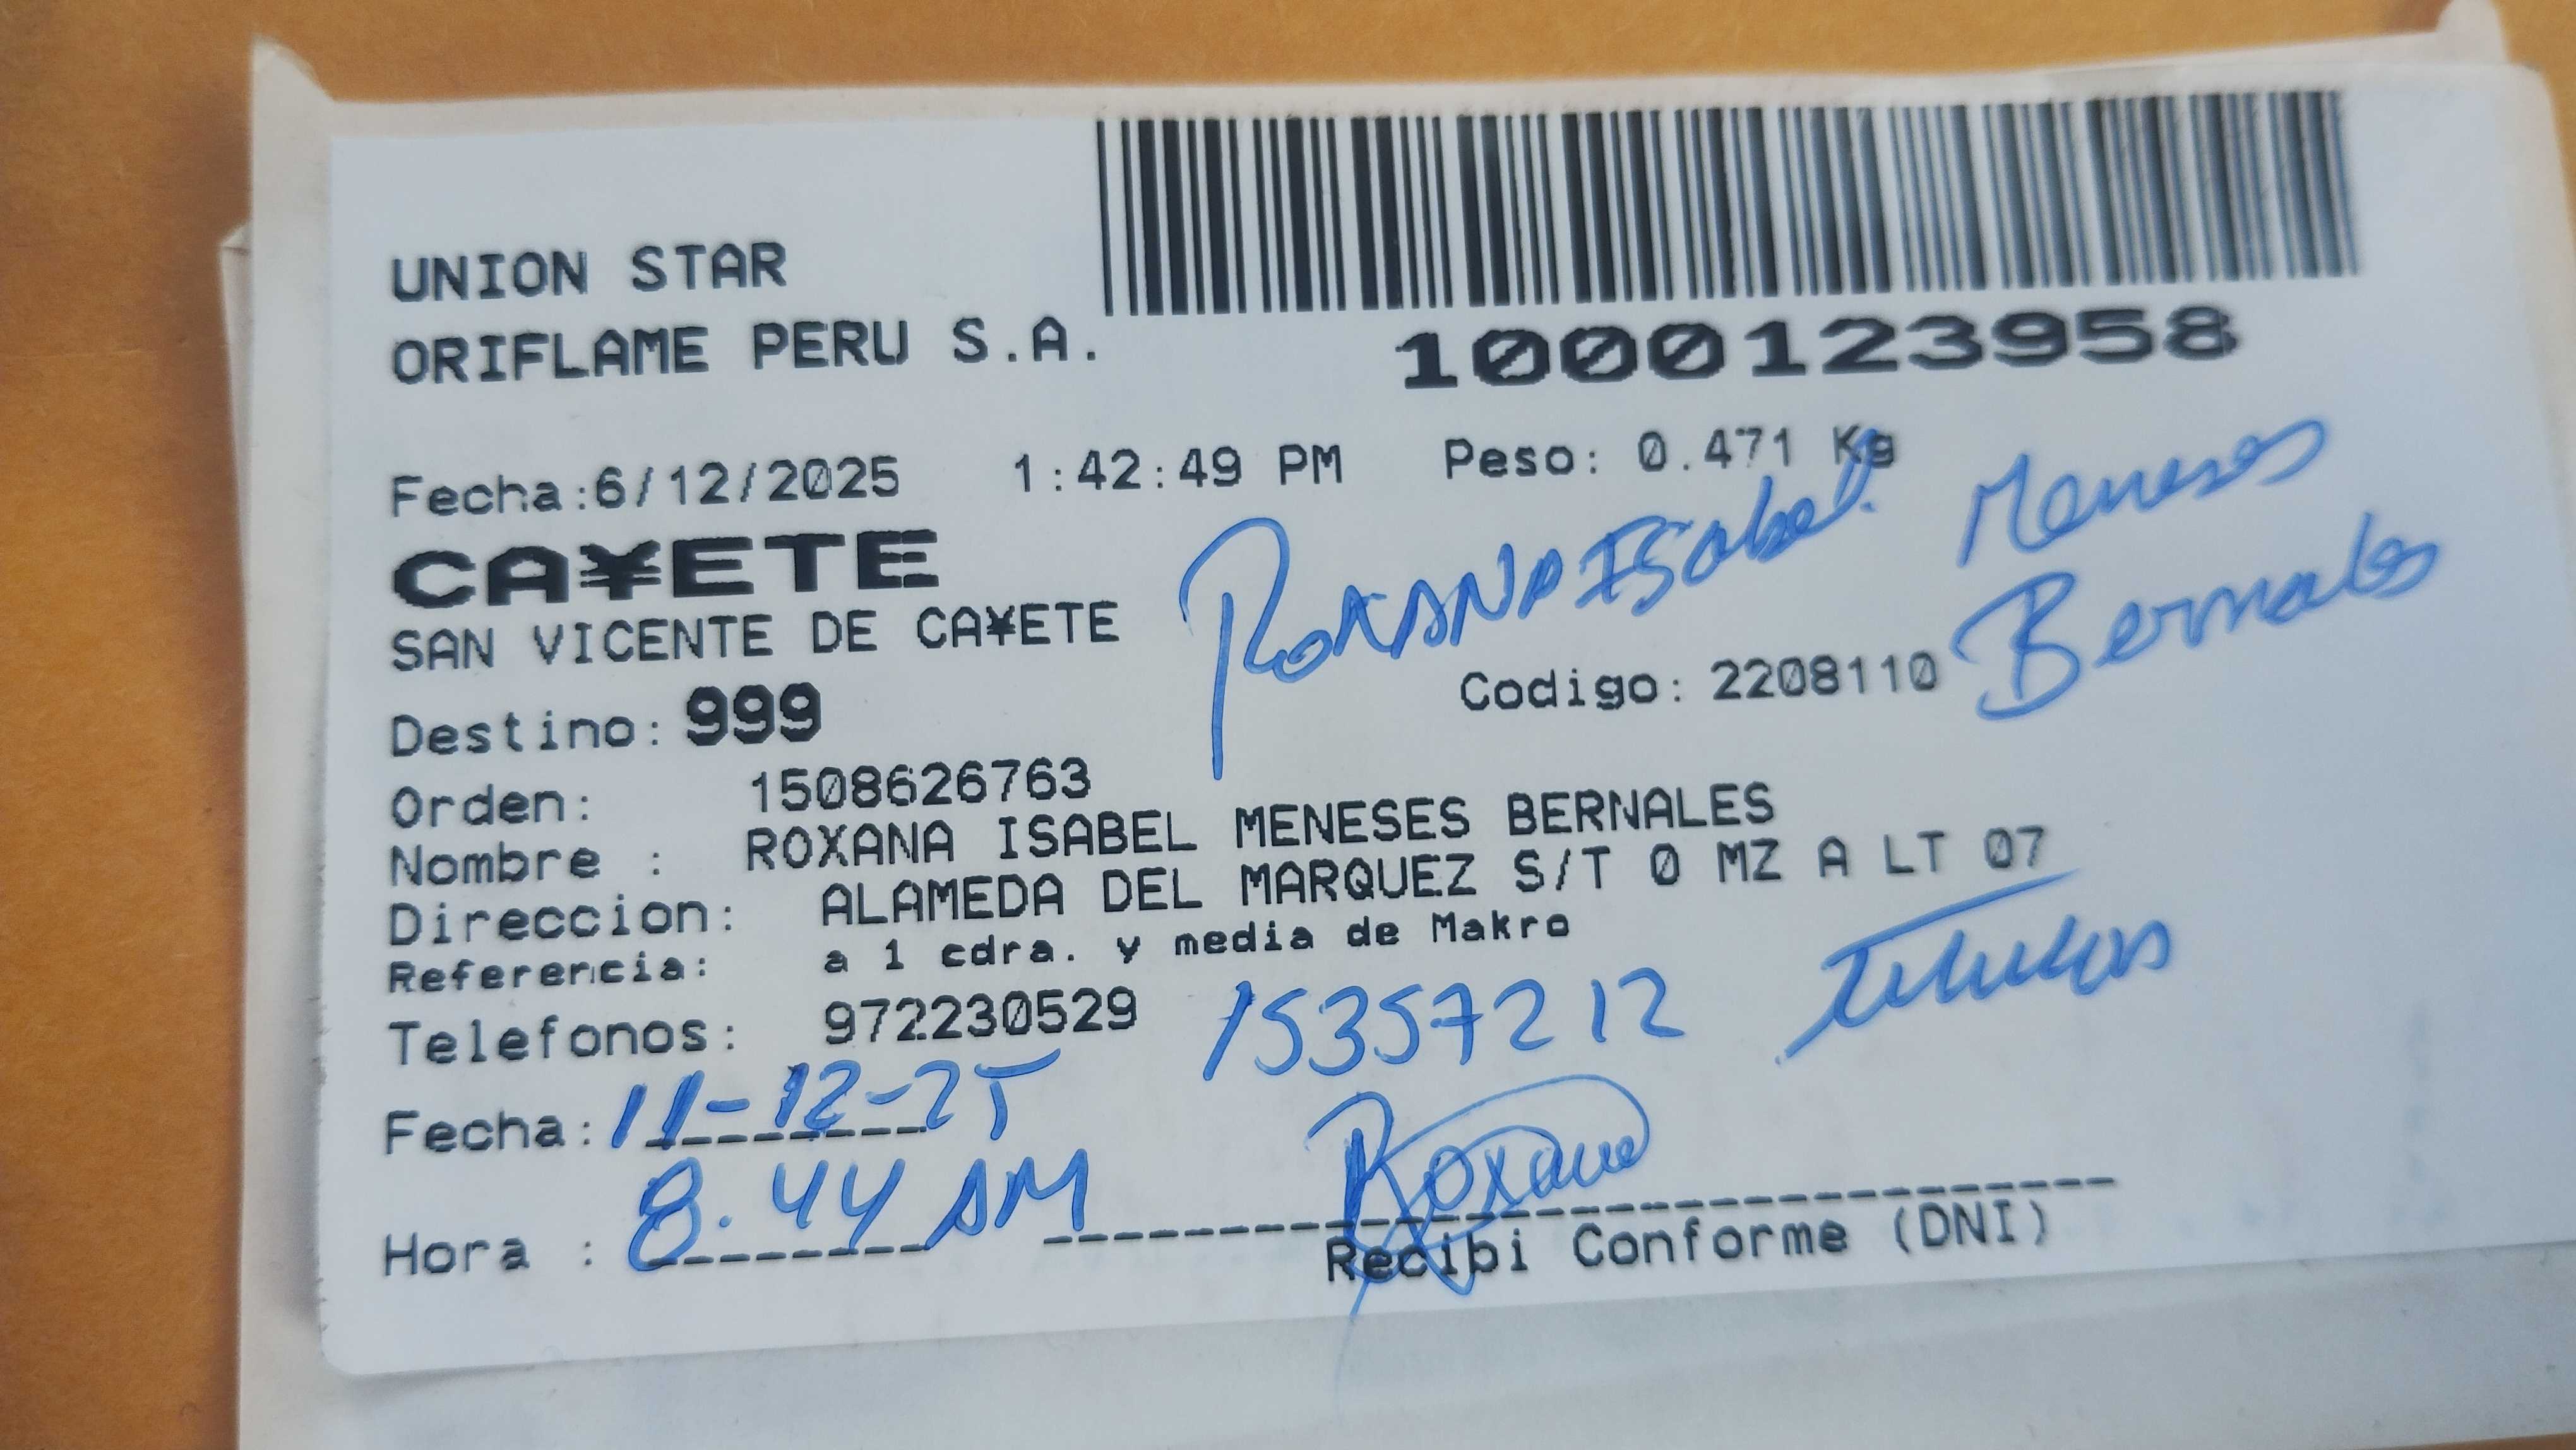 UNION STAR
ORIFLAME PERU S.A.
1000123958
Fecha:6/12/2025 1:42:49 PM Peso: 0.471 Kg
CA¥ETE
SAN VICENTE DE CA¥ETE
ROXANA ISabel Meneses
Bernales
Destino: 999 Codigo: 2208110
Orden: 1508626763
Nombre : ROXANA ISABEL MENESES BERNALES
Direccion: ALAMEDA DEL MARQUEZ S/T 0 MZ A LT 07
Referencia: a 1 cdra. y media de Makro
Telefonos: 972230529 15357212
Fecha: 11-12-25
Roxana
Hora : 8.44 AM
Recibi Conforme (DNI)